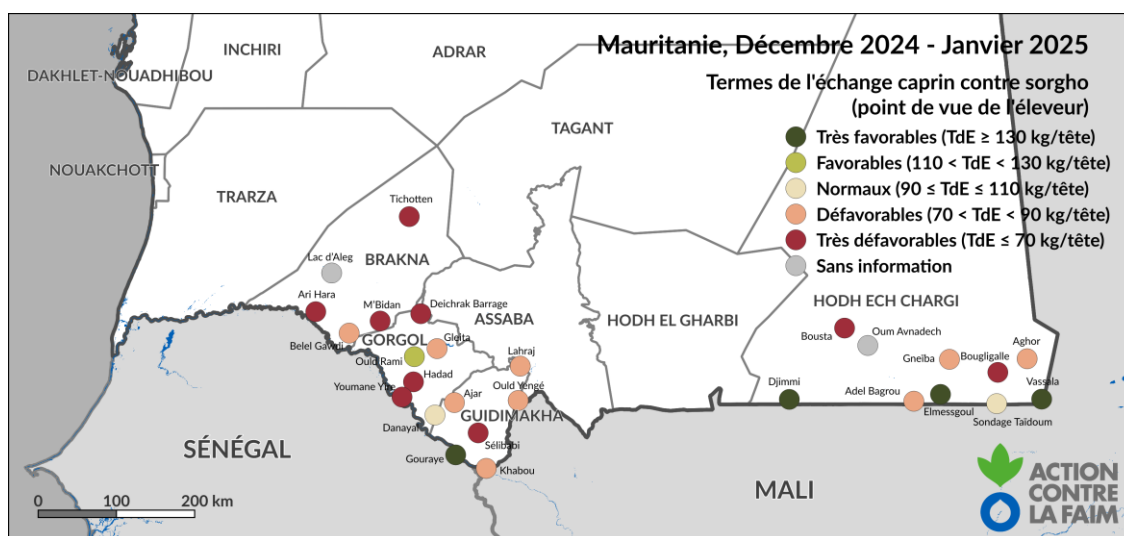 Mauritanie, Décembre 2024 - Janvier 2025
Termes de l'échange caprin contre sorgho
(point de vue de l'éleveur)
Très favorables (TdE ≥ 130 kg/tête)
Favorables (110 < TdE < 130 kg/tête)
Normaux (90 ≤ TdE ≤ 110 kg/tête)
Défavorables (70 < TdE < 90 kg/tête)
Très défavorables (TdE ≤ 70 kg/tête)
Sans information
INCHIRI
ADRAR
DAKHLET-NOUADHIBOU
TAGANT
NOUAKCHOTT
TRARZA
Tichotten
Lac d'Aleg
BRAKNA
Ari Hara
M'Bidan
Deichrak Barrage
ASSABA
HODH EL GHARBI
HODH ECH CHARGI
Belel Gawdi
GORGOL
Gleita
Ould Rami
Lahraj
Hadad
Youmane Yire
Ajar
Ould Yengé
GUIDIMAKHA
Danayal
Sélibabi
Gouraye
Khabou
Bousta
Oum Avnadech
Gneiba
Bougligalle
Aghor
Djimmi
Adel Bagrou
Elmessgoul
Vassala
Sondage Taïdoum
SÉNÉGAL
MALI
0 100 200 km
ACTION
CONTRE
LA FAIM